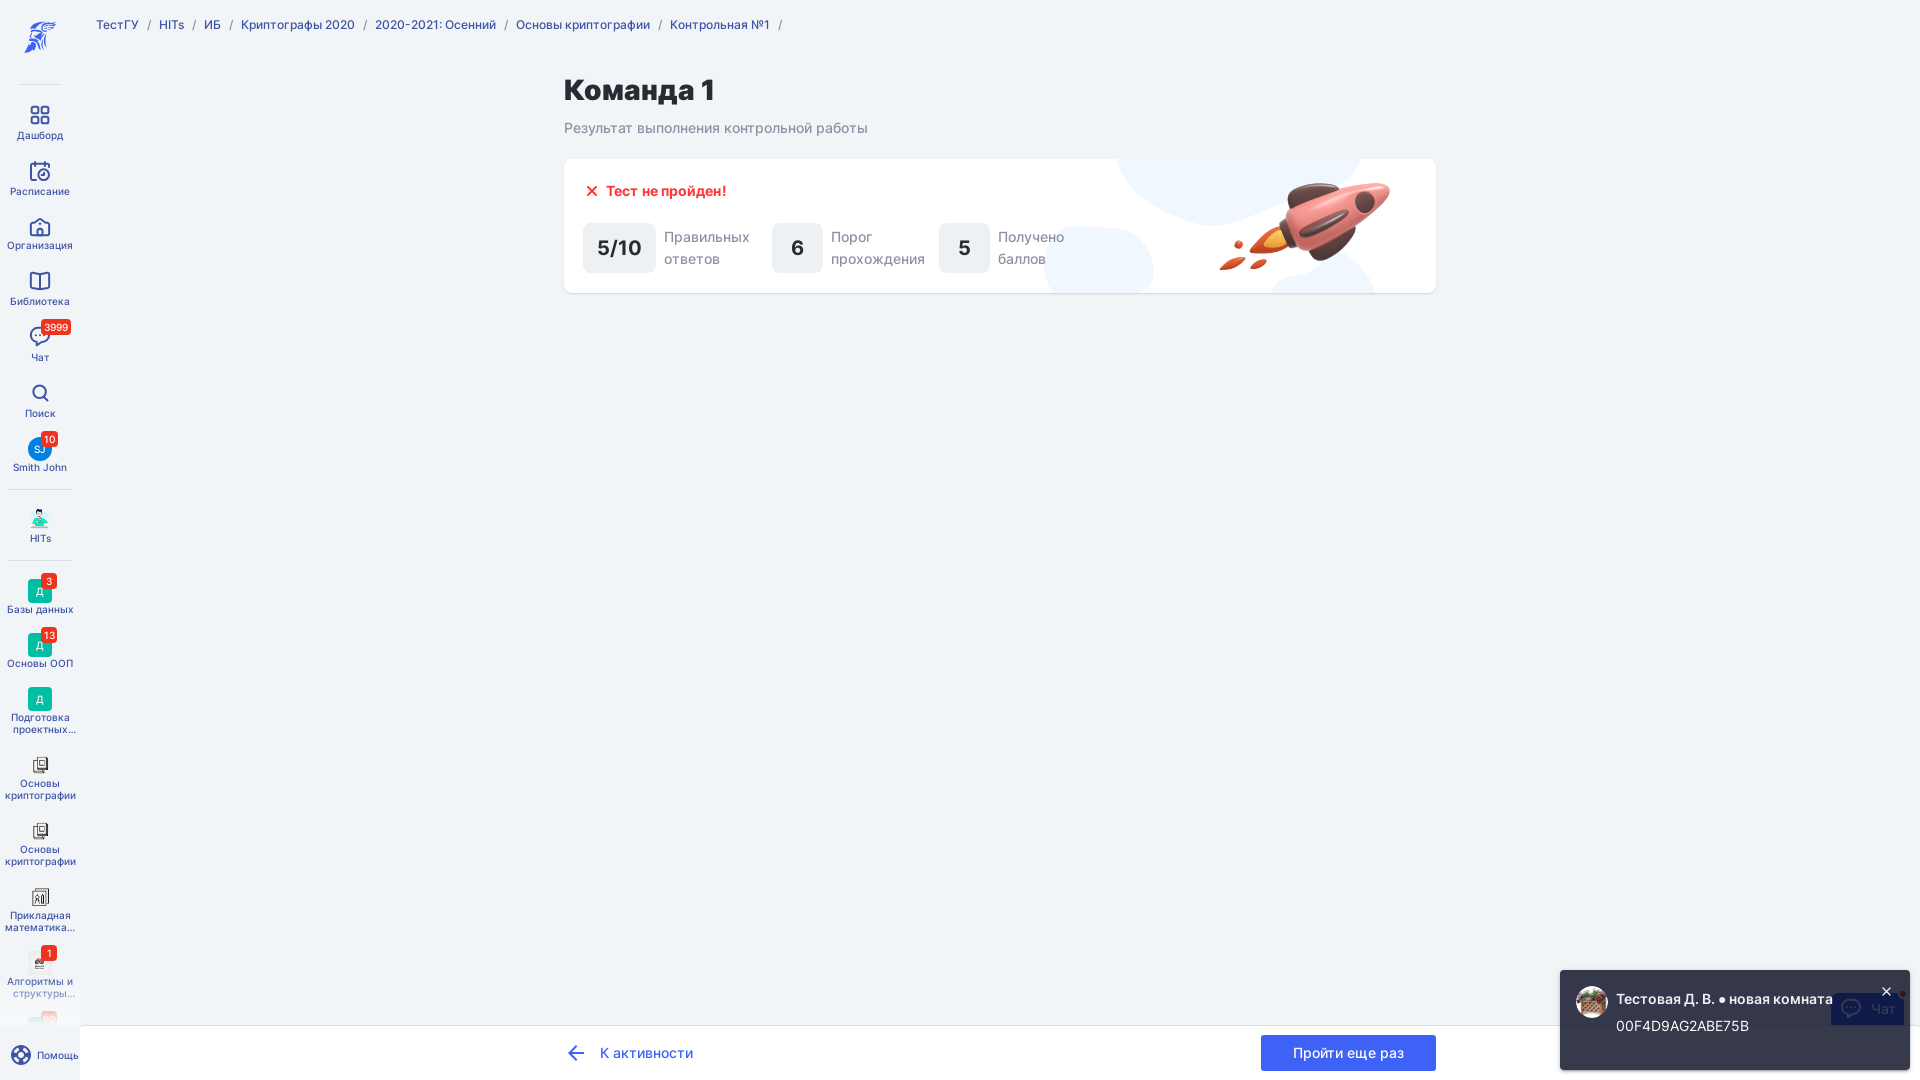 ТестГУ / HITs / ИБ / Криптографы 2020 / 2020-2021: Осенний / Основы криптографии / Контрольная №1 /
Дашборд
Расписание
Организация
Библиотека
3999
Чат
Поиск
10
SJ
Smith John
HITs
3
Д
Базы данных
13
Д
Основы ООП
Д
Подготовка
проектных...
Основы
криптографии
Основы
криптографии
Прикладная
математика...
1
Алгоритмы и
структуры...
Помощь
Команда 1
Результат выполнения контрольной работы
Тест не пройден!
5/10 Правильных ответов
6 Порог прохождения
5 Получено баллов
К активности
Пройти еще раз
Тестовая Д. В. ● новая комната
00F4D9AG2ABE75B
Чат